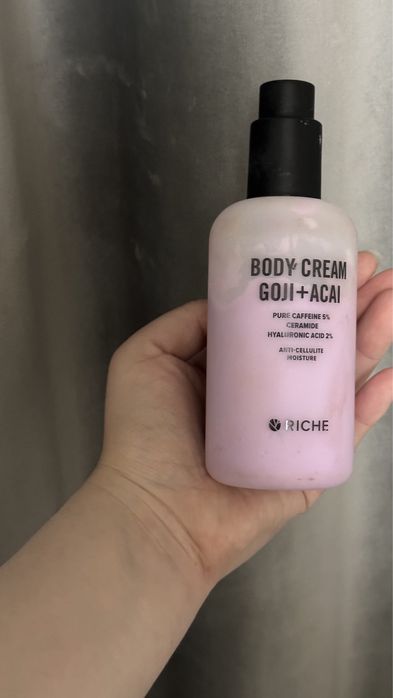 BODY CREAM
GOJI+ACAI
PURE CAFFEINE 5%
CERAMIDE
HYALURONIC ACID 2%
ANTI-CELLULITE
MOISTURE
RICHE